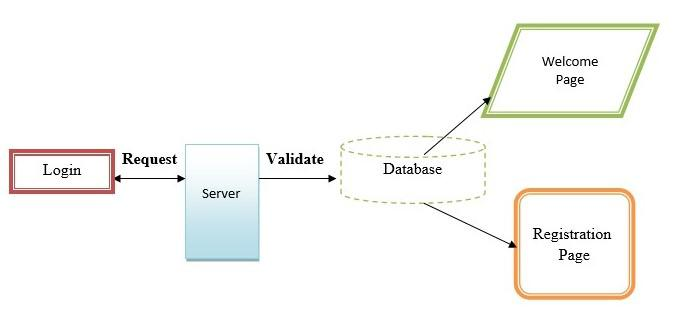 Login
Request
Server
Validate
Database
Welcome
Page
Registration
Page